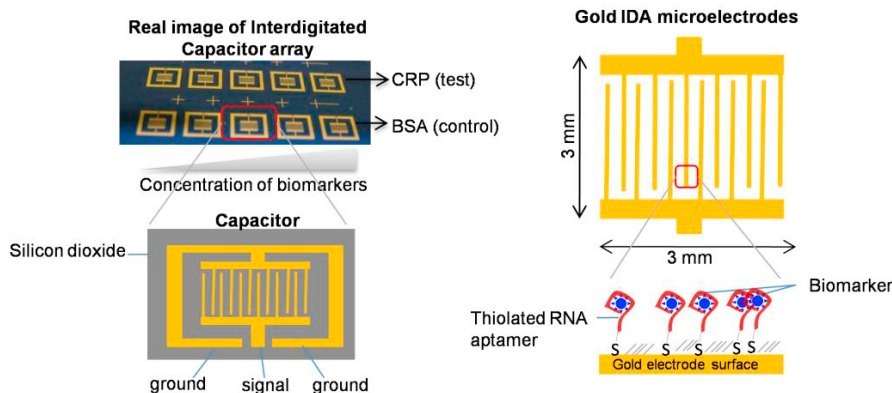 Real image of Interdigitated
Capacitor array
CRP (test)
BSA (control)
Concentration of biomarkers
Capacitor
Silicon dioxide
ground
signal
ground
Gold IDA microelectrodes
3 mm
3 mm
Biomarker
Thiolated RNA
aptamer
S
S
S
S
S
Gold electrode surface